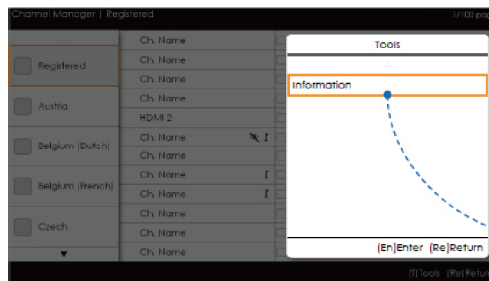 Channel Manager | Registered
1/100 pag
Registered
Austria
Belgium (Dutch)
Belgium (French)
Czech
Ch. Name
Ch. Name
Ch. Name
Ch. Name
HDMI 2
Ch. Name
Ch. Name
Ch. Name
Ch. Name
Ch. Name
Ch. Name
Ch. Name
Tools
Information
(En)Enter (Re)Return
(T)Tools (Re)Retur